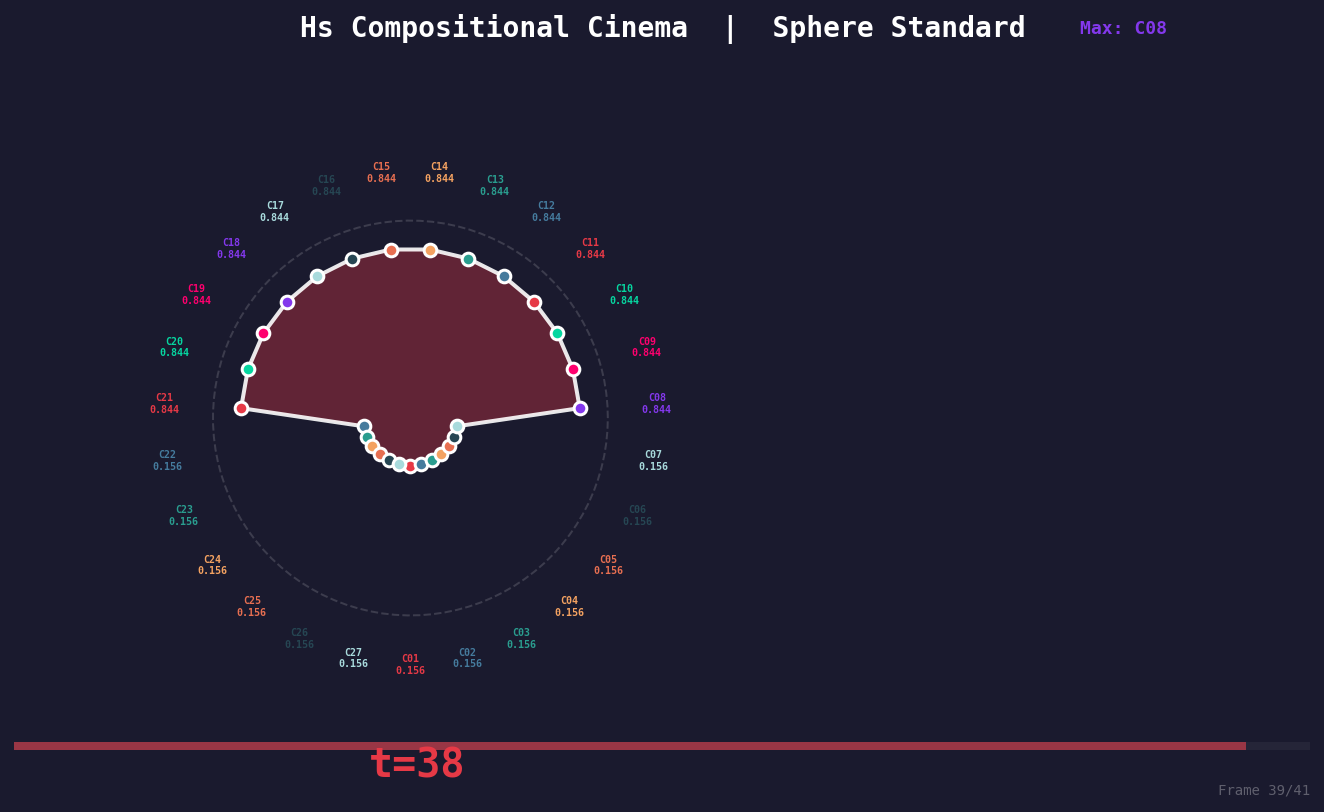 Hs Compositional Cinema | Sphere Standard
Max: C08
C15
0.844
C14
0.844
C16
0.844
C13
0.844
C17
0.844
C12
0.844
C18
0.844
C11
0.844
C19
0.844
C10
0.844
C20
0.844
C09
0.844
C21
0.844
C08
0.844
C22
0.156
C07
0.156
C23
0.156
C06
0.156
C24
0.156
C05
0.156
C25
0.156
C04
0.156
C26
0.156
C03
0.156
C27
0.156
C01
0.156
C02
0.156
t=38
Frame 39/41